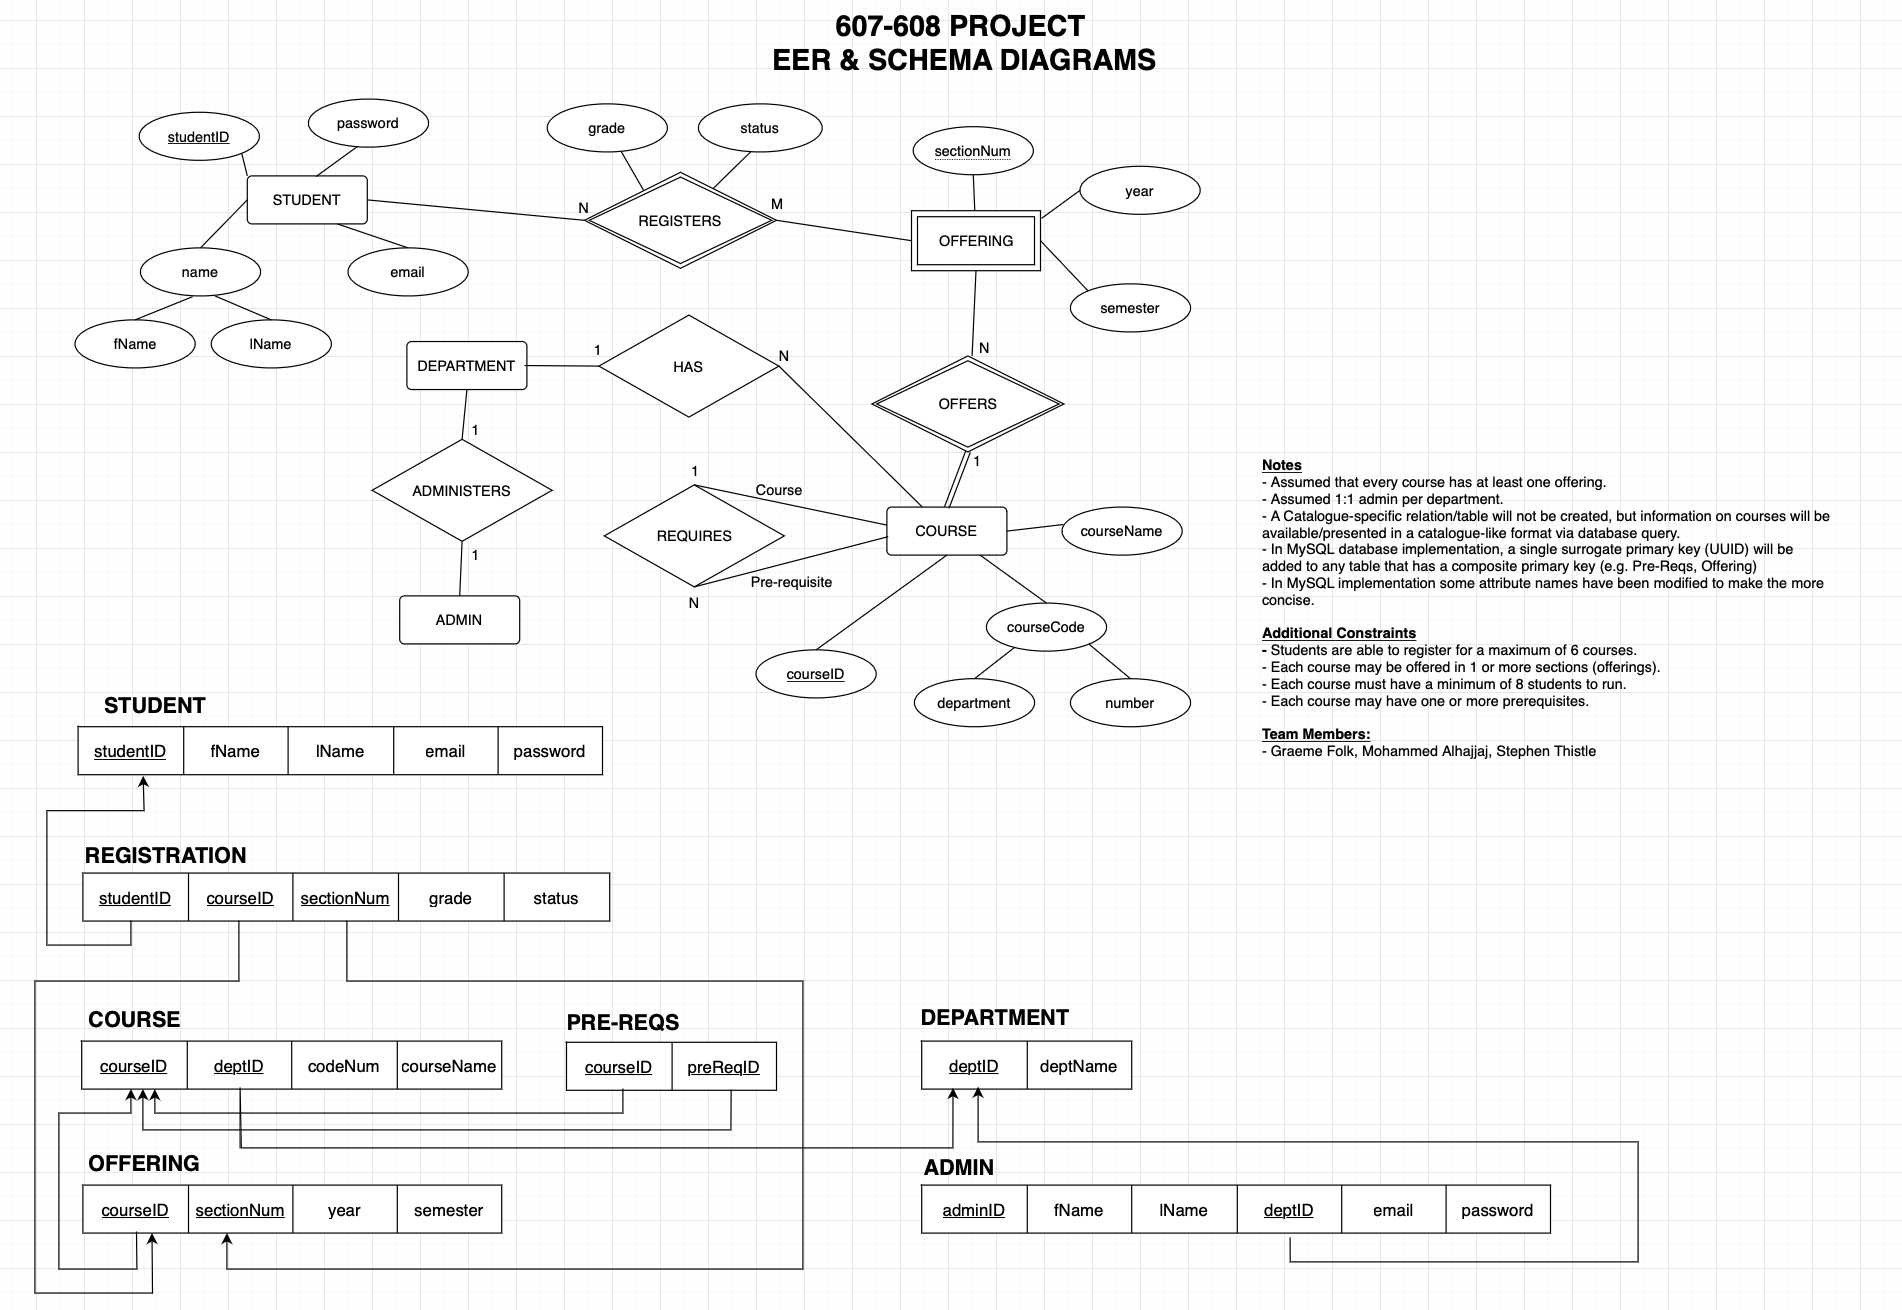 607-608 PROJECT
EER & SCHEMA DIAGRAMS
studentID
password
grade
status
sectionNum
year
STUDENT
N
REGISTERS
M
OFFERING
name
email
semester
fName
lName
DEPARTMENT
1
HAS
N
N
OFFERS
1
1
ADMINISTERS
1
Course
REQUIRES
COURSE
courseName
1
Pre-requisite
N
ADMIN
courseCode
courseID
department
number
Notes
- Assumed that every course has at least one offering.
- Assumed 1:1 admin per department.
- A Catalogue-specific relation/table will not be created, but information on courses will be
available/presented in a catalogue-like format via database query.
- In MySQL database implementation, a single surrogate primary key (UUID) will be
added to any table that has a composite primary key (e.g. Pre-Reqs, Offering)
- In MySQL implementation some attribute names have been modified to make the more
concise.
Additional Constraints
- Students are able to register for a maximum of 6 courses.
- Each course may be offered in 1 or more sections (offerings).
- Each course must have a minimum of 8 students to run.
- Each course may have one or more prerequisites.
Team Members:
- Graeme Folk, Mohammed Alhajjaj, Stephen Thistle
STUDENT
studentID fName lName email password
REGISTRATION
studentID courseID sectionNum grade status
COURSE
courseID deptID codeNum courseName
PRE-REQS
courseID preReqID
DEPARTMENT
deptID deptName
OFFERING
courseID sectionNum year semester
ADMIN
adminID fName lName deptID email password